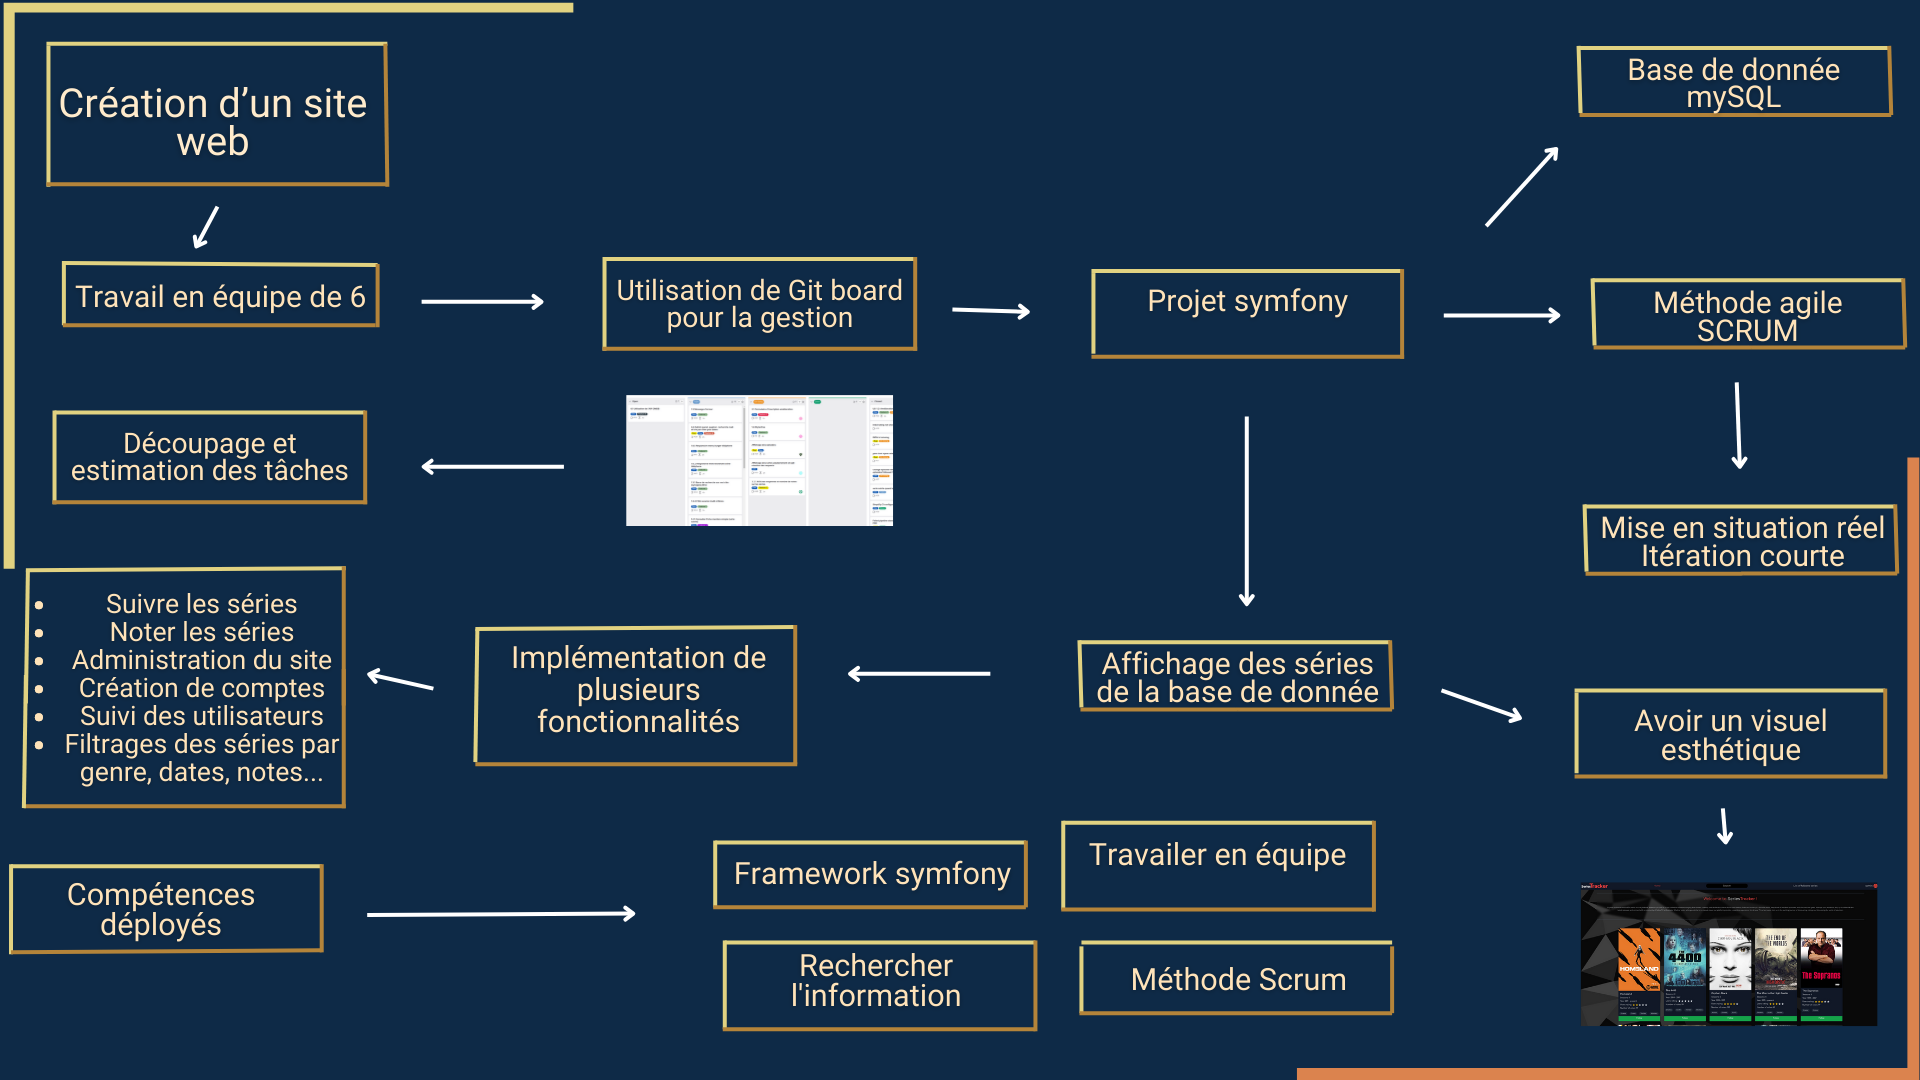 Création d’un site
web
Base de donnée
mySQL
Travail en équipe de 6
Utilisation de Git board
pour la gestion
Projet symfony
Méthode agile
SCRUM
Découpage et
estimation des tâches
Mise en situation réel
Itération courte
Suivre les séries
Noter les séries
Administration du site
Création de comptes
Suivi des utilisateurs
Filtrages des séries par
genre, dates, notes...
Implémentation de
plusieurs
fonctionnalités
Affichage des séries
de la base de donnée
Avoir un visuel
esthétique
Compétences
déployés
Framework symfony
Travailer en équipe
Rechercher
l'information
Méthode Scrum
HOMELAND
THE
4400
The Sopranos